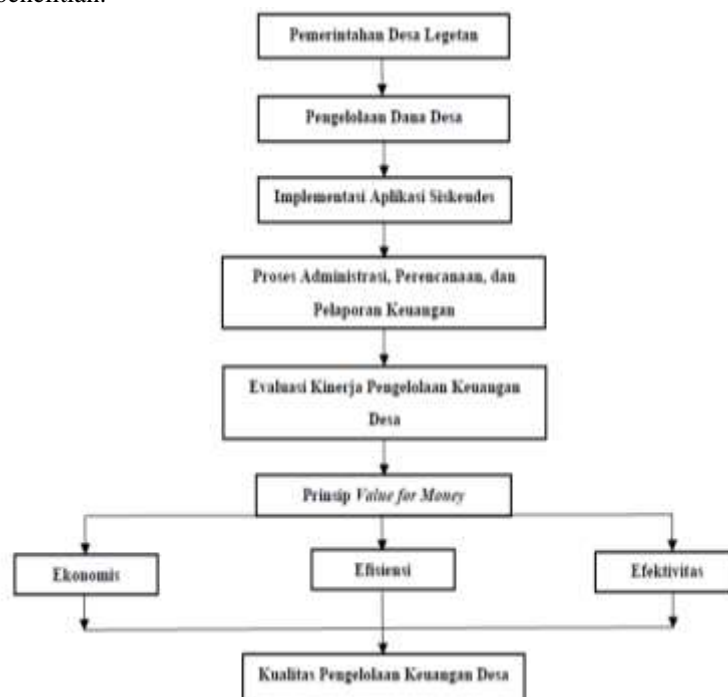 penelitian.
Pemerintahan Desa Legetan
Pengelolaan Dana Desa
Implementasi Aplikasi Siskeudes
Proses Administrasi, Perencanaan, dan
Pelaporan Keuangan
Evaluasi Kinerja Pengelolaan Keuangan
Desa
Prinsip Value for Money
Ekonomis
Efisiensi
Efektivitas
Kualitas Pengelolaan Keuangan Desa